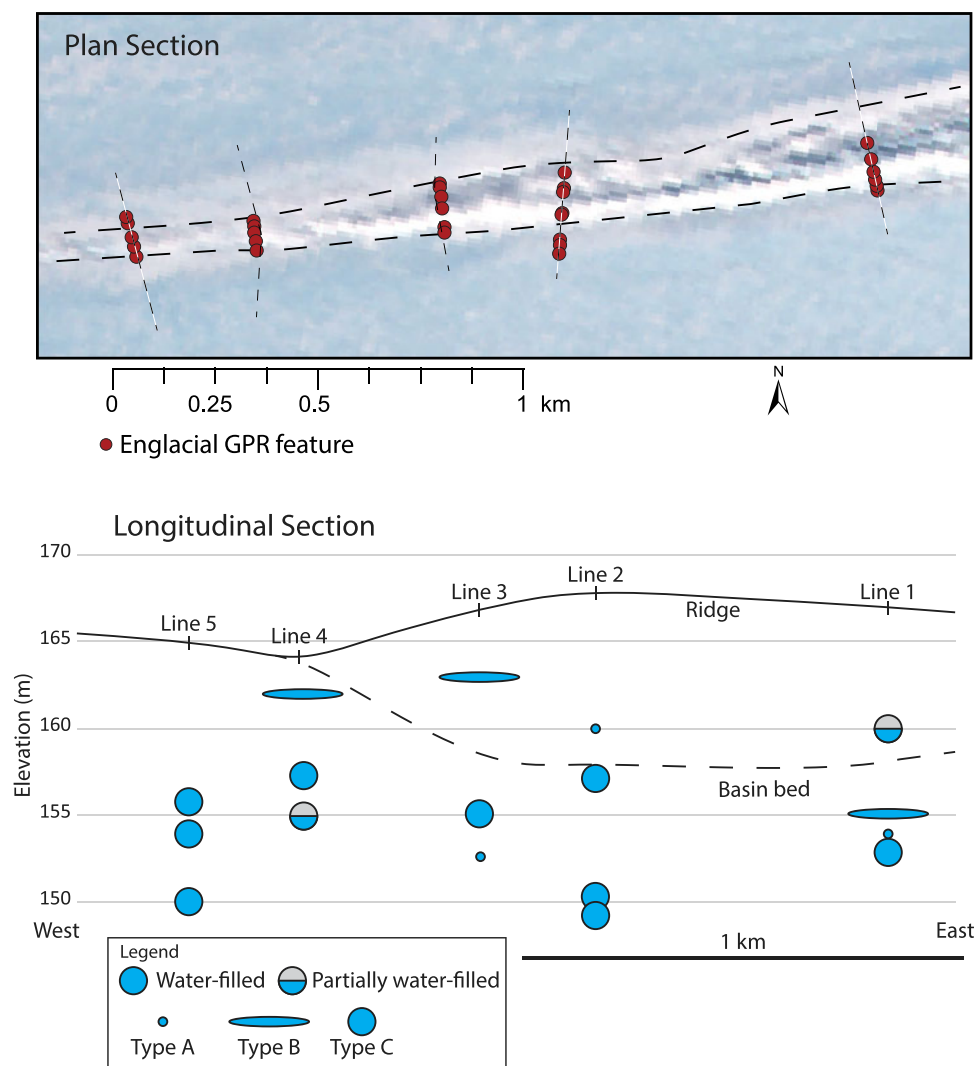 Plan Section
N
0 0.25 0.5 1 km
Englacial GPR feature
Longitudinal Section
170
Line 2
Line 3
Line 1
Ridge
Line 5
165
Line 4
Elevation (m)
160
Basin bed
155
150
West
East
1 km
Legend
Water-filled
Partially water-filled
Type A Type B Type C